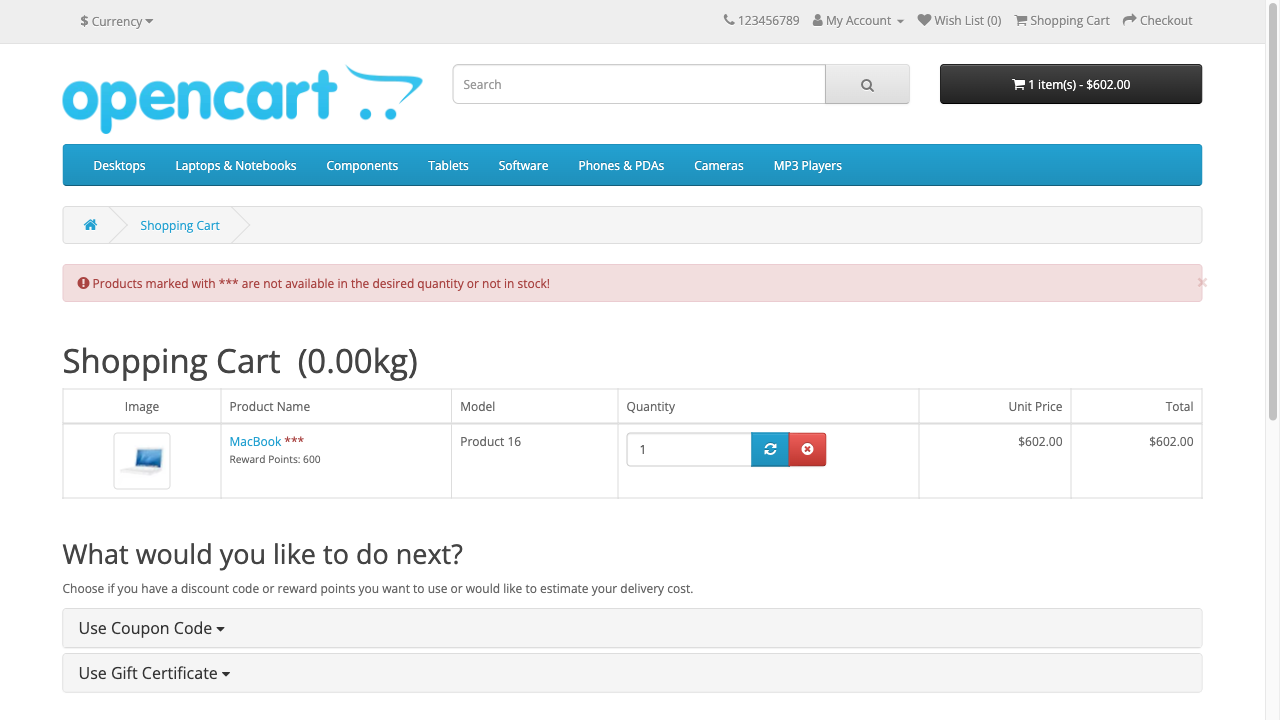 $ Currency
123456789 My Account Wish List (0) Shopping Cart Checkout
opencart
Search
1 item(s) - $602.00
Desktops Laptops & Notebooks Components Tablets Software Phones & PDAs Cameras MP3 Players
Shopping Cart
Products marked with *** are not available in the desired quantity or not in stock!
×
Shopping Cart (0.00kg)
Image Product Name Model Quantity Unit Price Total
MacBook *** Product 16 1 $602.00 $602.00
Reward Points: 600
What would you like to do next?
Choose if you have a discount code or reward points you want to use or would like to estimate your delivery cost.
Use Coupon Code
Use Gift Certificate